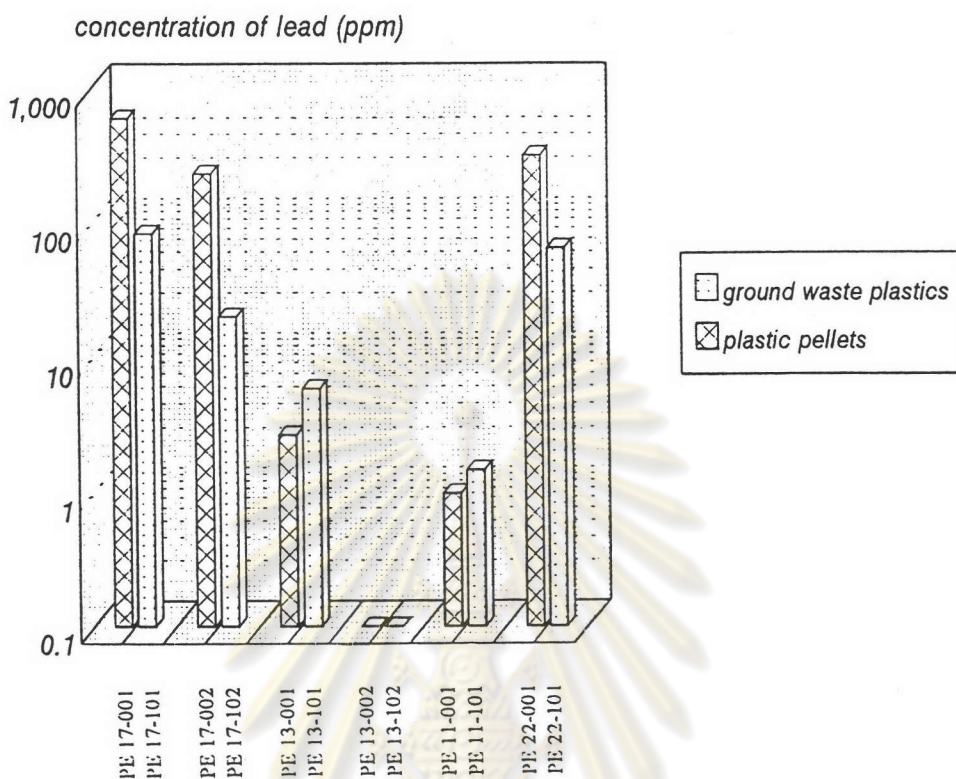 concentration of lead (ppm)
1,000
100
10
1
0.1
ground waste plastics
plastic pellets
PE 17-001
PE 17-101
PE 17-002
PE 17-102
PE 13-001
PE 13-101
PE 13-002
PE 13-102
PE 11-001
PE 11-101
PE 22-001
PE 22-101